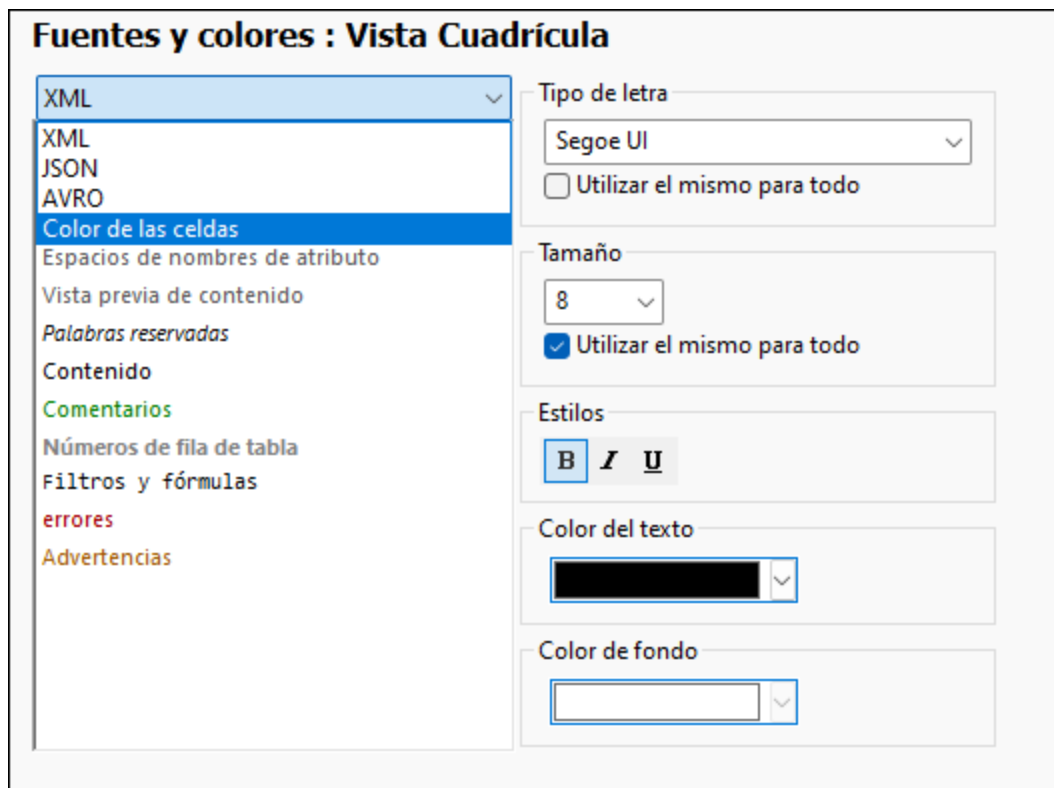 Fuentes y colores : Vista Cuadrícula
XML
XML
JSON
AVRO
Color de las celdas
Espacios de nombres de atributo
Vista previa de contenido
Palabras reservadas
Contenido
Comentarios
Números de fila de tabla
Filtros y fórmulas
errores
Advertencias
Tipo de letra
Segoe UI
Utilizar el mismo para todo
Tamaño
8
Utilizar el mismo para todo
Estilos
B I U
Color del texto
Color de fondo